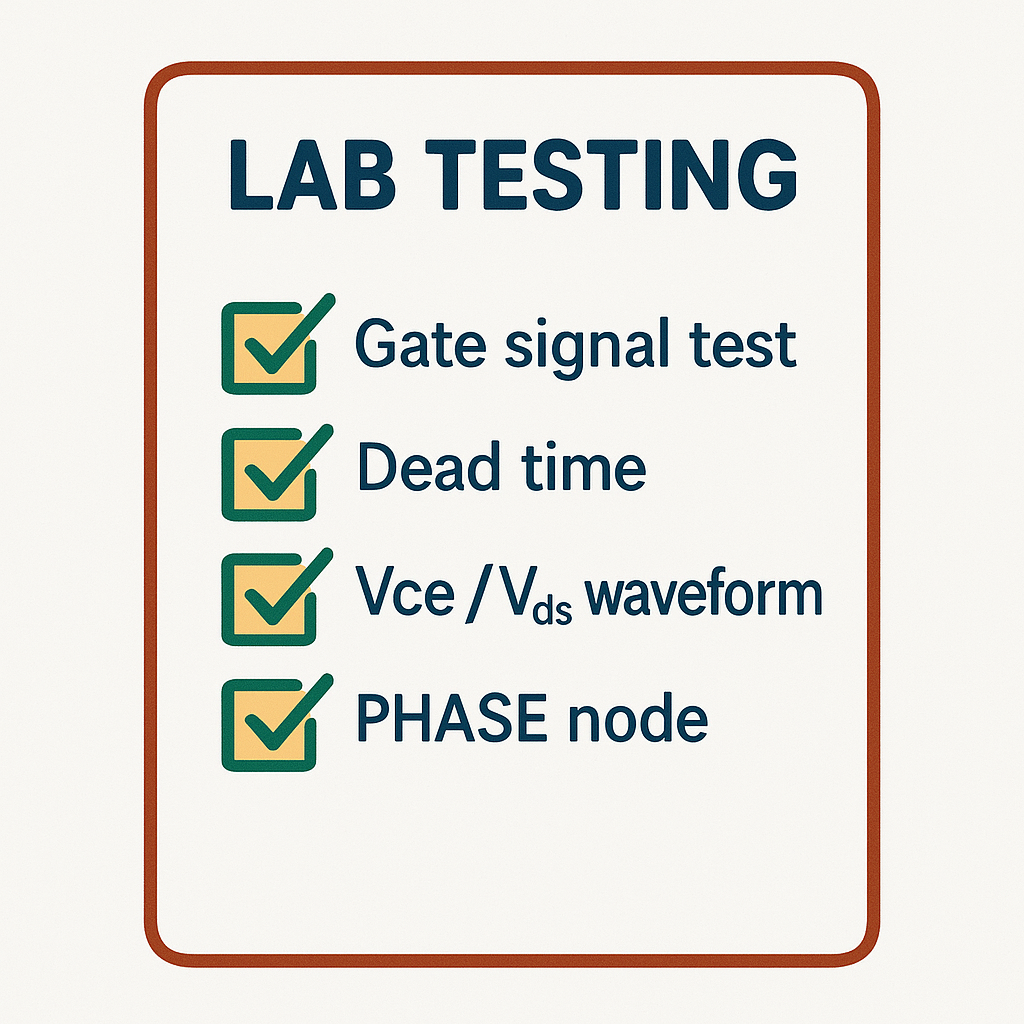 LAB TESTING
Gate signal test
Dead time
Vce / Vds waveform
PHASE node